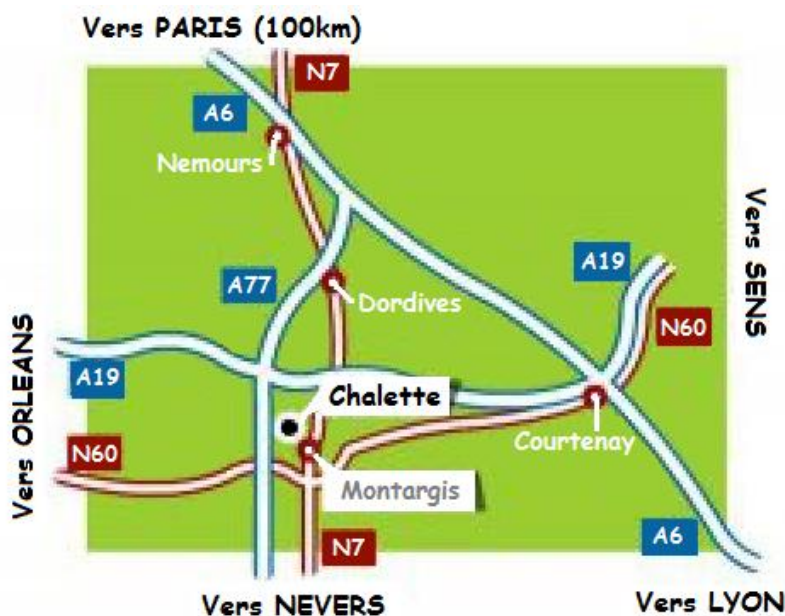 Vers PARIS (100km)
N7
A6
Nemours
Vers SENS
A19
A77
Dordives
N60
Vers ORLEANS
A19
Chalette
Courtenay
N60
Montargis
N7
A6
Vers NEVERS
Vers LYON